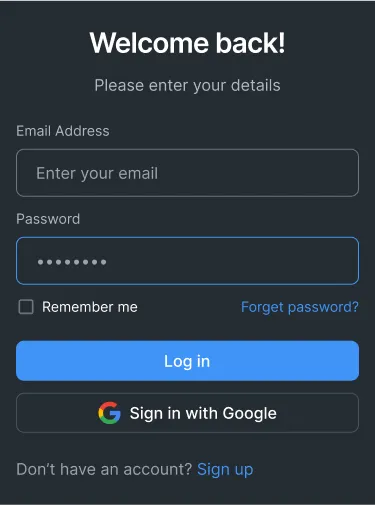 Welcome back!
Please enter your details
Email Address
Enter your email
Password
••••••••
Remember me Forget password?
Log in
Sign in with Google
Don't have an account? Sign up